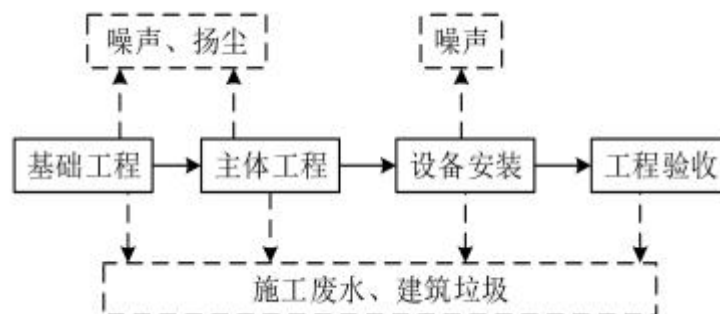 噪声、扬尘
噪声
基础工程
主体工程
设备安装
工程验收
施工废水、建筑垃圾